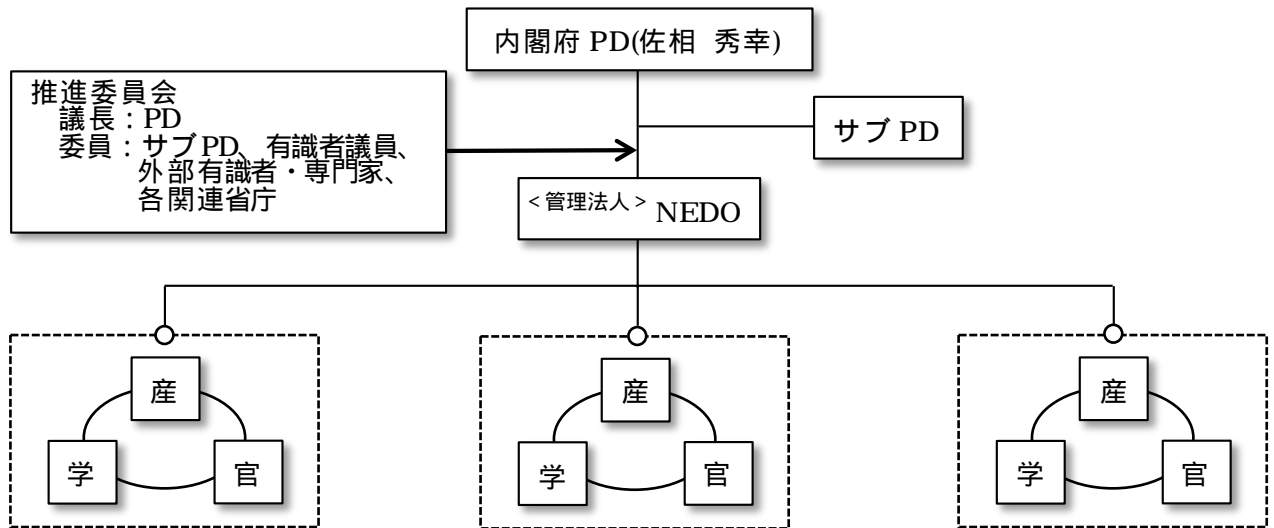 内閣府 PD(佐相 秀幸)
推進委員会
議長：PD
委員：サブPD、有識者議員、
外部有識者・専門家、
各関連省庁
サブ PD
<管理法人> NEDO
産
学
官
産
学
官
産
学
官